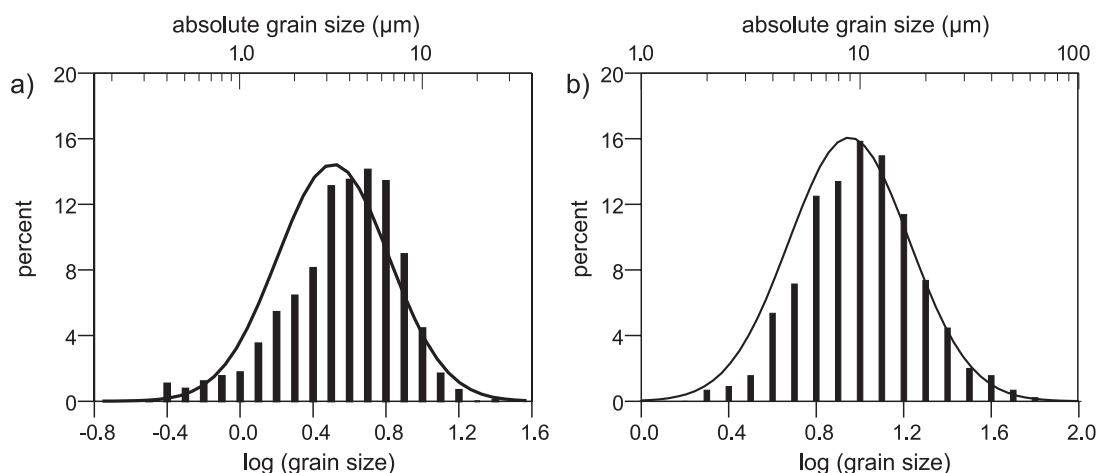 absolute grain size (µm)
1.0 10
a)
20
16
12
8
4
0
percent
-0.8 -0.4 0.0 0.4 0.8 1.2 1.6
log (grain size)
absolute grain size (µm)
1.0 10 100
b)
20
16
12
8
4
0
percent
0.0 0.4 0.8 1.2 1.6 2.0
log (grain size)